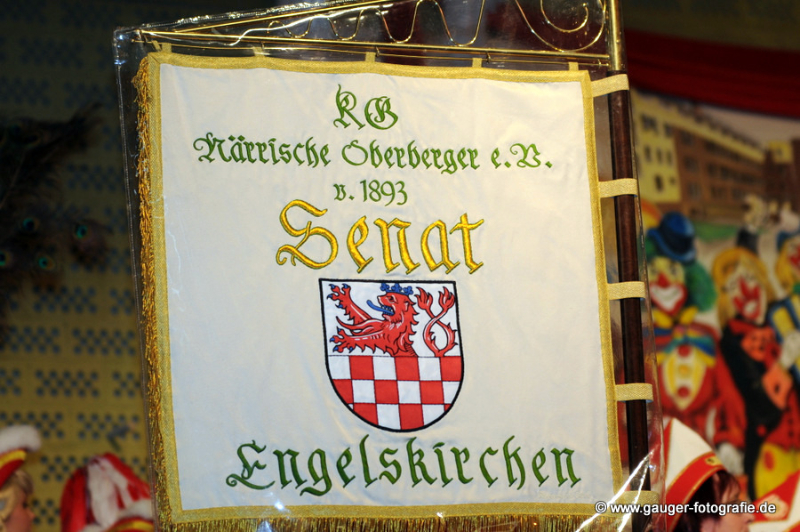 KG
Närrische Oberberger e.V.
v. 1893
Senat
Engelskirchen
© www.gauger-fotografie.de